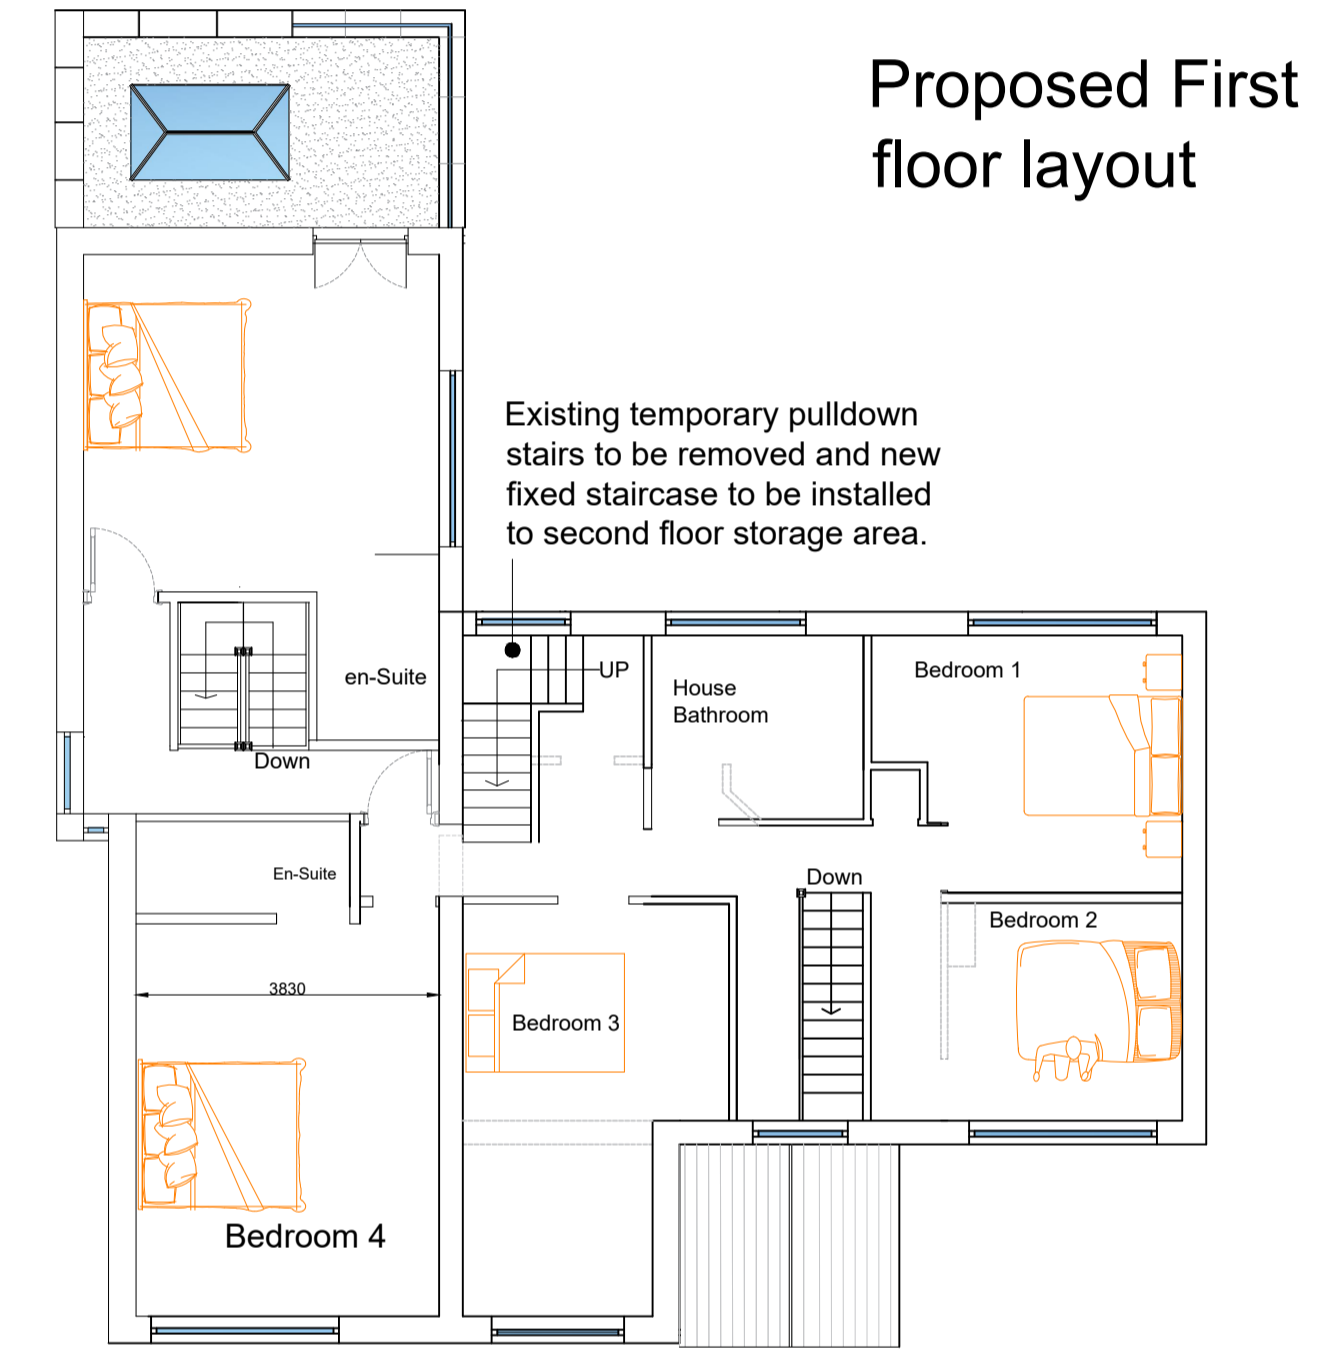 Proposed First
floor layout
Existing temporary pulldown
stairs to be removed and new
fixed staircase to be installed
to second floor storage area.
en-Suite
UP
House
Bathroom
Bedroom 1
Down
En-Suite
Down
Bedroom 2
3830
Bedroom 3
Bedroom 4